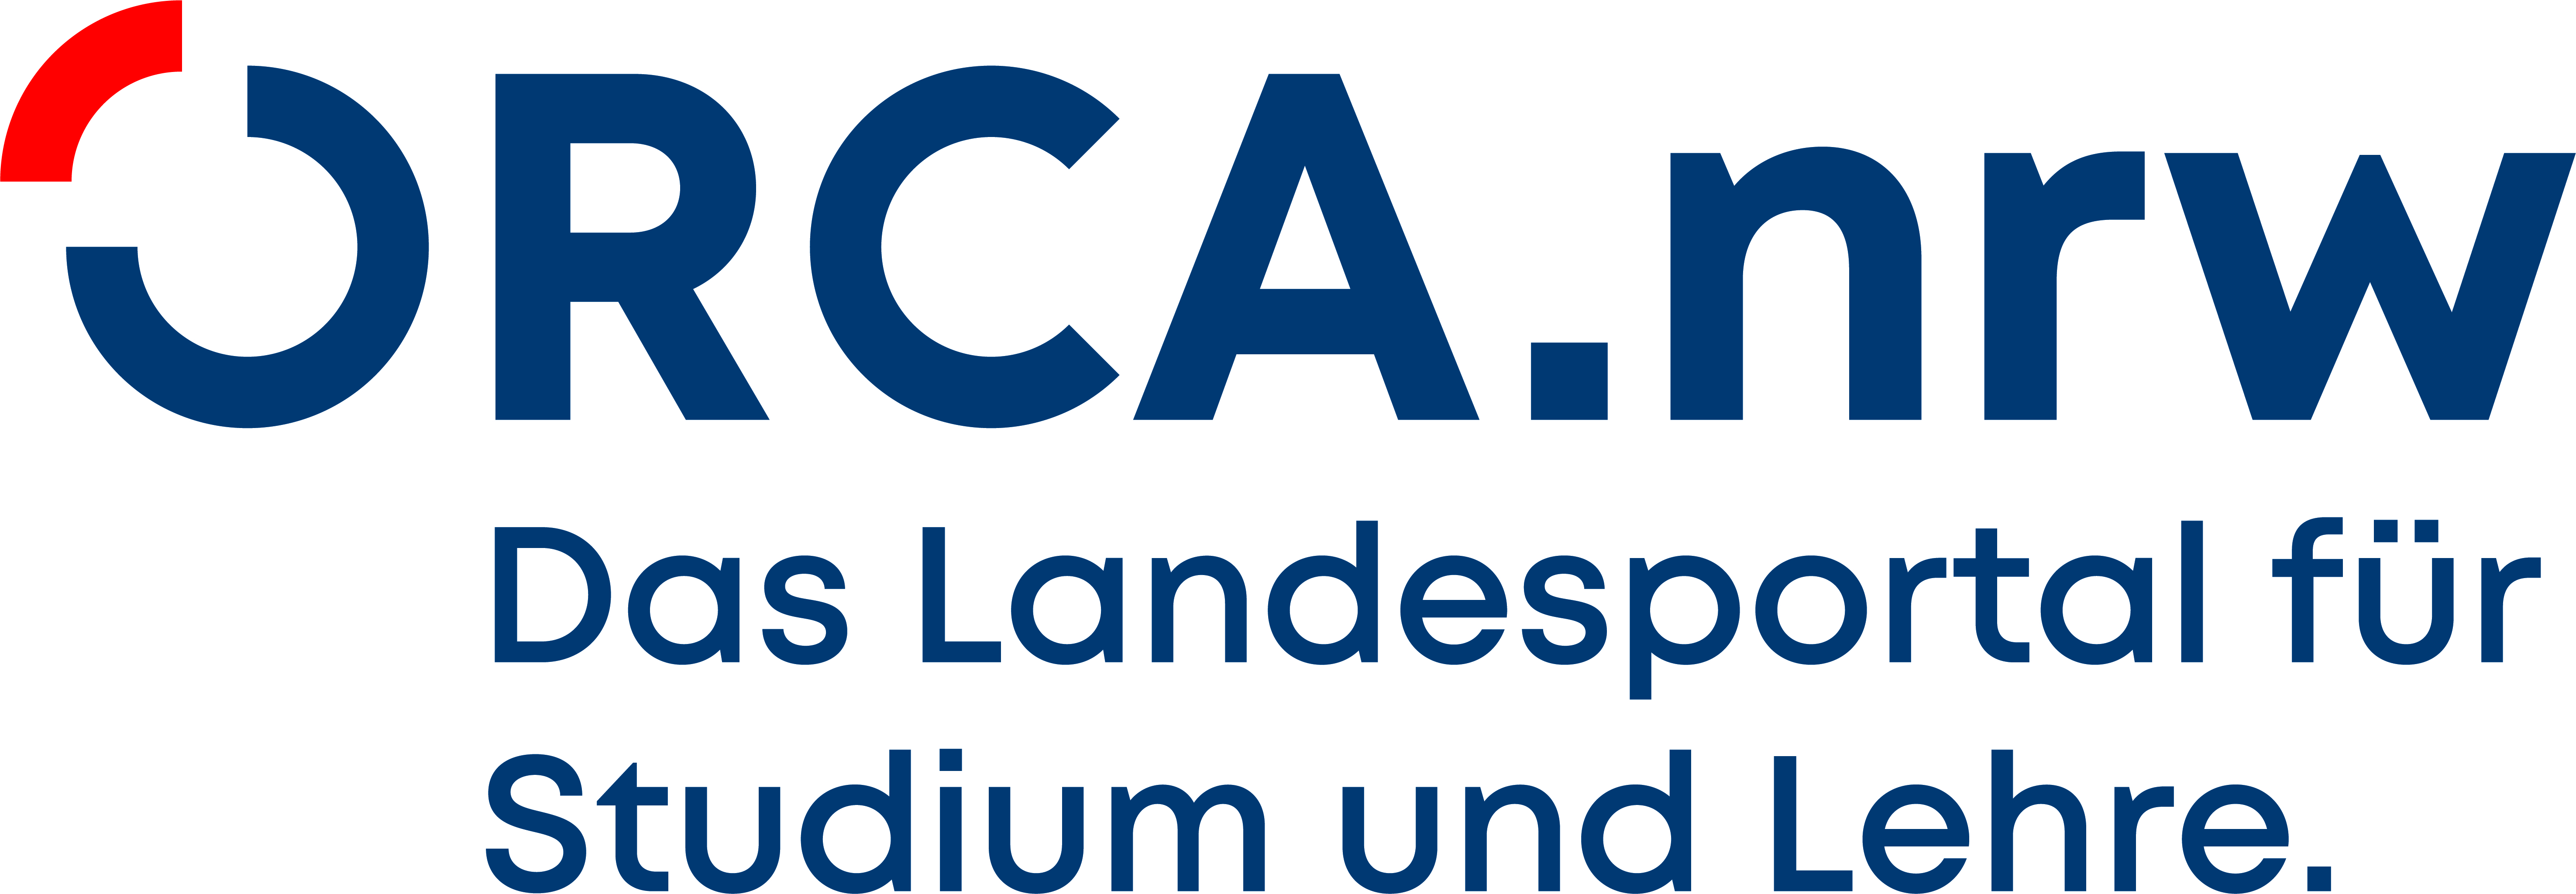 ORCA.nrw
Das Landesportal für
Studium und Lehre.